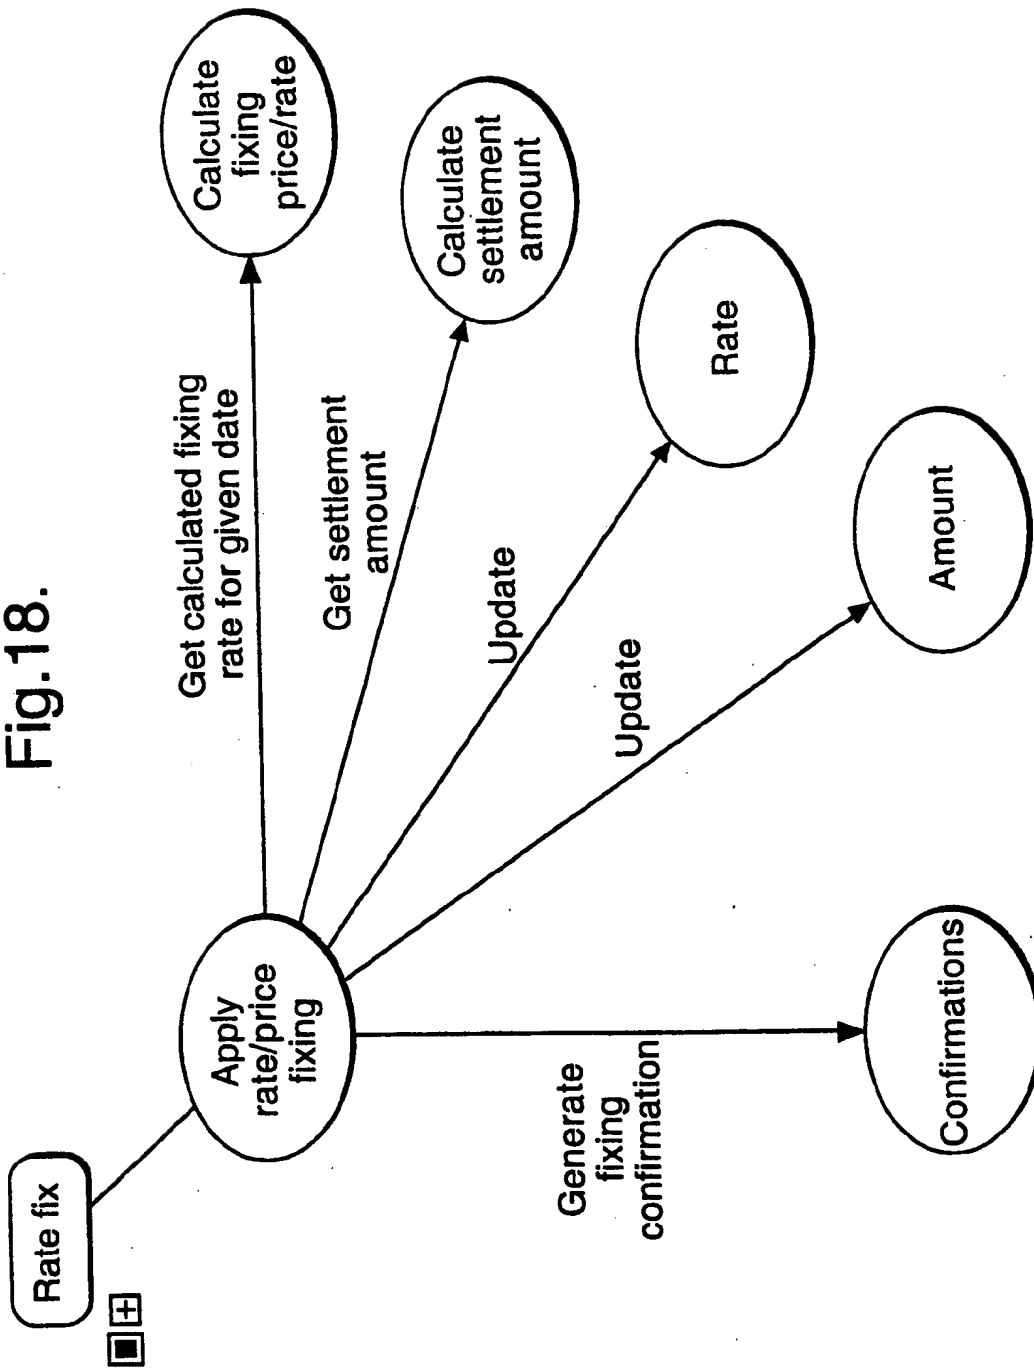 Fig.18.
Rate fix
Apply
rate/price
fixing
Get calculated fixing
rate for given date
Calculate
fixing
price/rate
Get settlement
amount
Calculate
settlement
amount
Update
Rate
Update
Amount
Generate
fixing
confirmation
Confirmations